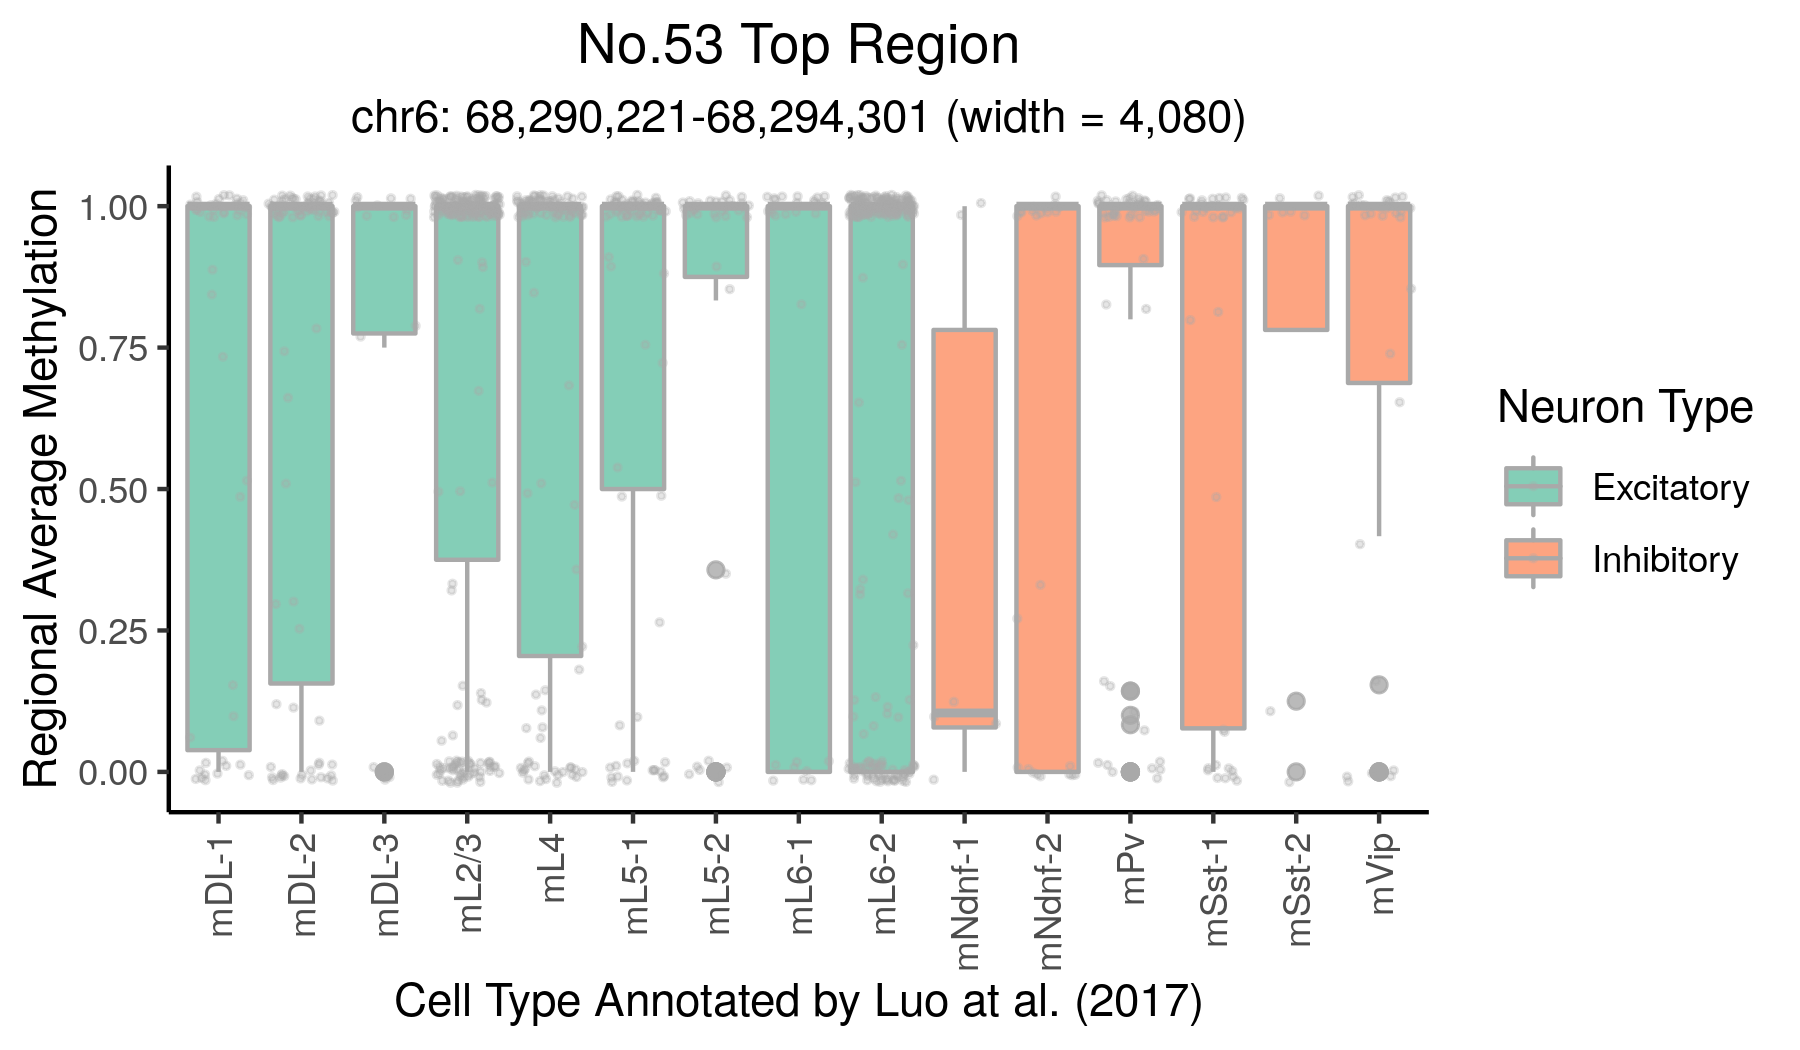 No.53 Top Region
chr6: 68,290,221-68,294,301 (width = 4,080)
Regional Average Methylation
1.00
0.75
0.50
0.25
0.00
mDL-1
mDL-2
mDL-3
mL2/3
mL4
mL5-1
mL5-2
mL6-1
mL6-2
mNdnf-1
mNdnf-2
mPv
mSst-1
mSst-2
mVip
Cell Type Annotated by Luo at al. (2017)
Neuron Type
Excitatory
Inhibitory